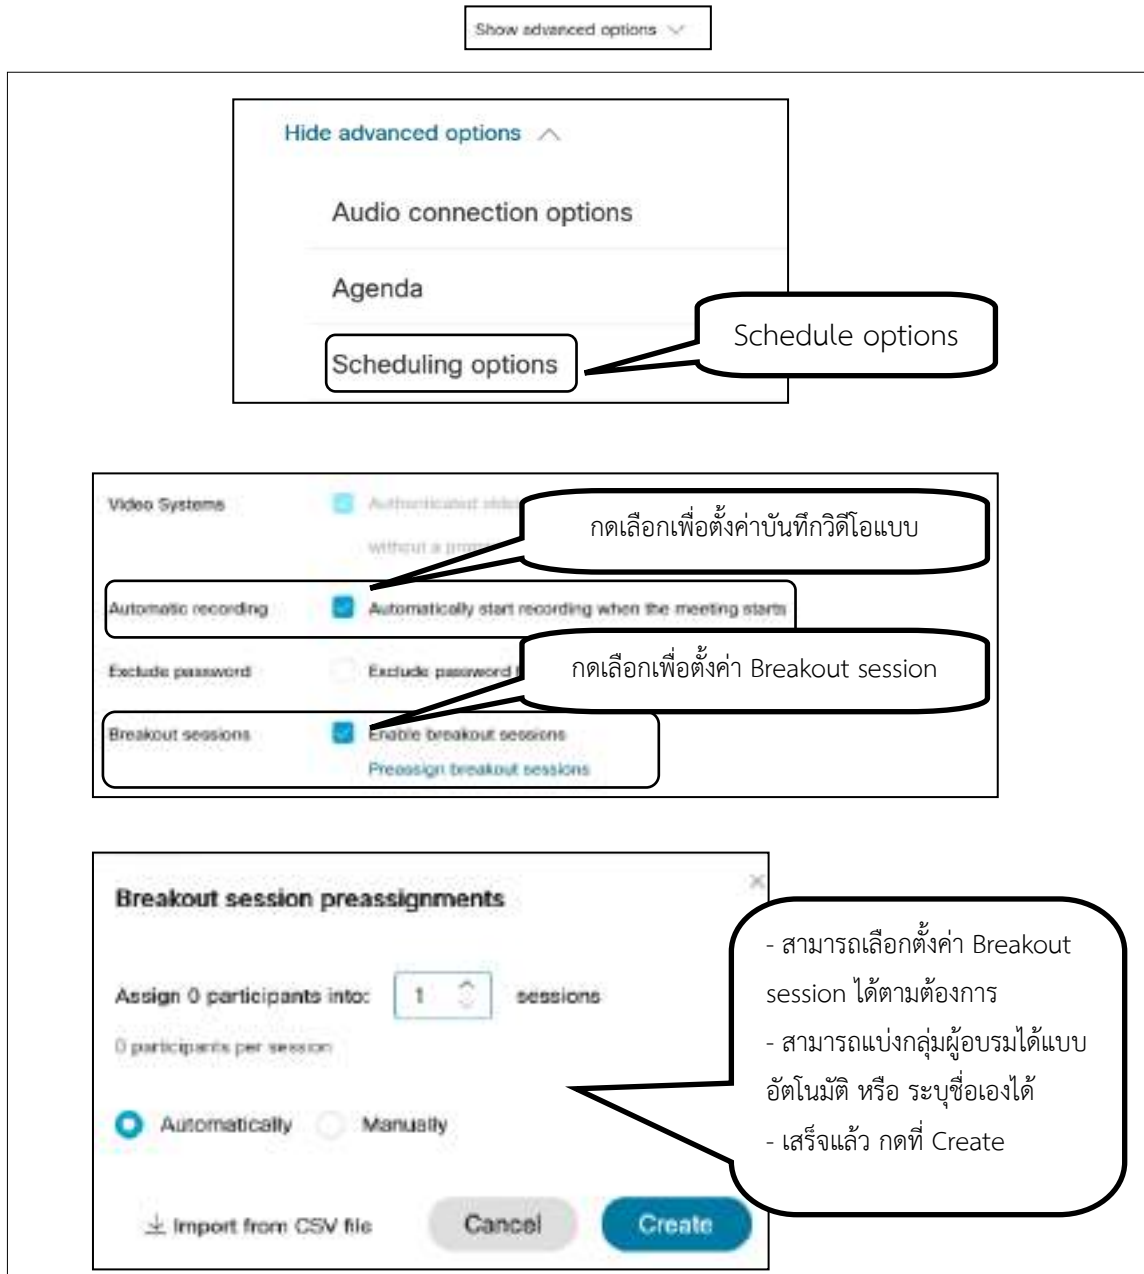 Show advanced options
Hide advanced options
Audio connection options
Agenda
Scheduling options
Schedule options
Video Systems
Authenticated video
without a
กดเลือกเพื่อตั้งค่าบันทึกวิดีโอแบบ
Automatic recording Automatically start recording when the meeting starts
Exclude password Exclude password
กดเลือกเพื่อตั้งค่า Breakout session
Breakout sessions Enable breakout sessions
Preassign breakout sessions
Breakout session preassignments
Assign 0 participants into: 1 sessions
0 participants per session
Automatically Manually
Import from CSV file Cancel Create
- สามารถเลือกตั้งค่า Breakout
session ได้ตามต้องการ
- สามารถแบ่งกลุ่มผู้อบรมได้แบบ
อัตโนมัติ หรือ ระบุชื่อเองได้
- เสร็จแล้ว กดที่ Create